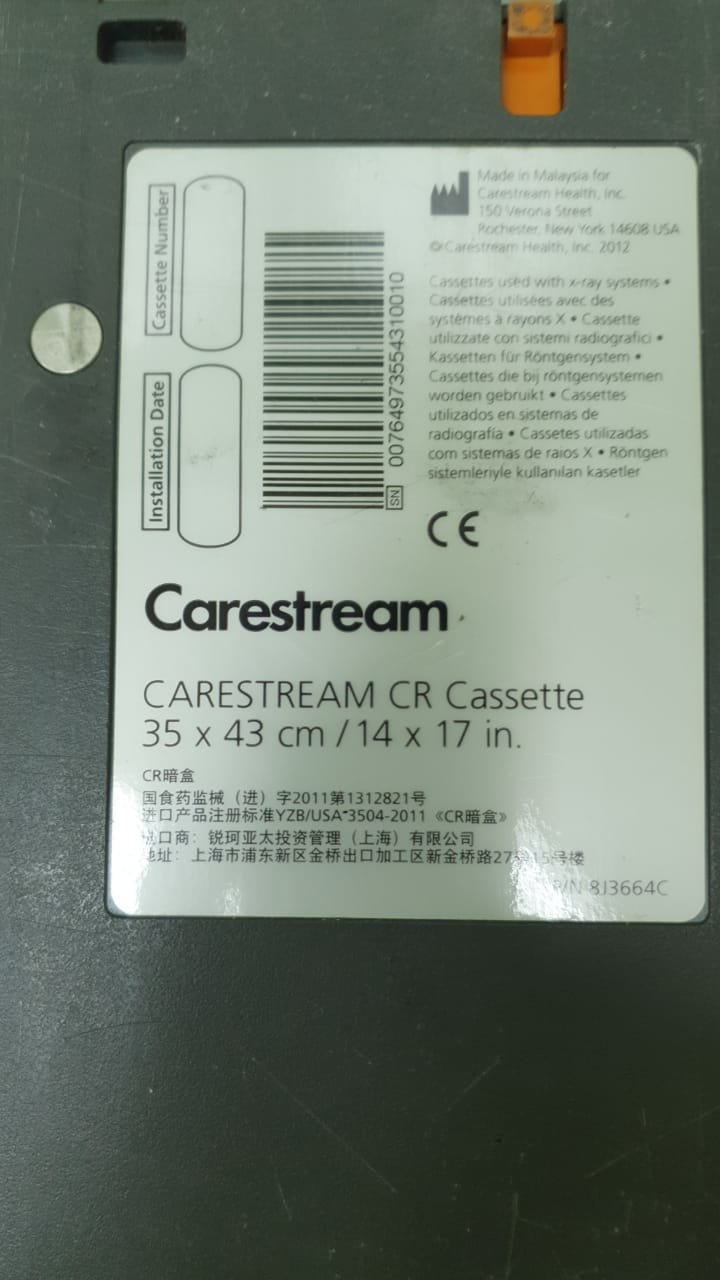 Cassette Number
Installation Date
SN
00764973554310010
Made in Malaysia for
Carestream Health, Inc.
150 Verona Street
Rochester, New York 14608 USA
© Carestream Health, Inc. 2012
Cassettes used with x-ray systems •
Cassettes utilisées avec des
systèmes à rayons X • Cassette
utilizzate con sistemi radiografici •
Kassetten für Röntgensystem •
Cassettes die bij röntgensystemen
worden gebruikt • Cassettes
utilizados en sistemas de
radiografía • Cassetes utilizadas
com sistemas de raios X • Röntgen
sistemleriyle kullanılan kasetler
CE
Carestream
CARESTREAM CR Cassette
35 x 43 cm / 14 x 17 in.
CR暗盒
国食药监械（进）字2011第1312821号
进口产品注册标准YZB/USA 3504-2011《CR暗盒》
口商：锐珂亚太投资管理（上海）有限公司
地址：上海市浦东新区金桥出口加工区新金桥路27号15号楼
P/N 8J3664C